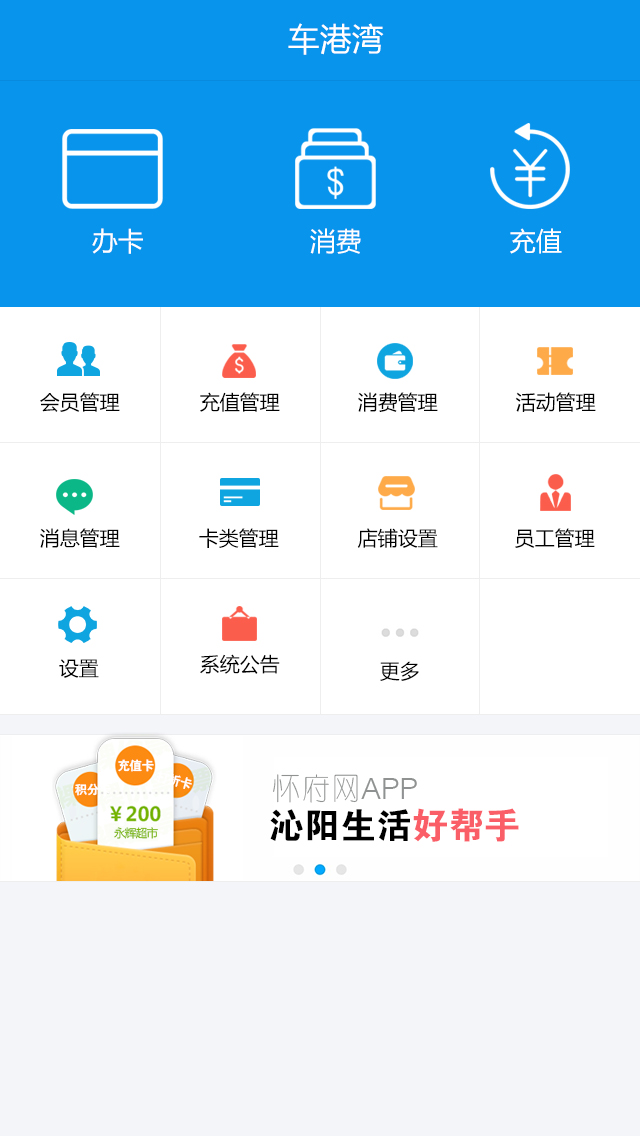 车港湾
办卡 消费 充值
会员管理 充值管理 消费管理 活动管理
消息管理 卡类管理 店铺设置 员工管理
设置 系统公告 更多
充值卡
积分 折卡
¥200
永辉超市
怀府网APP
沁阳生活好帮手